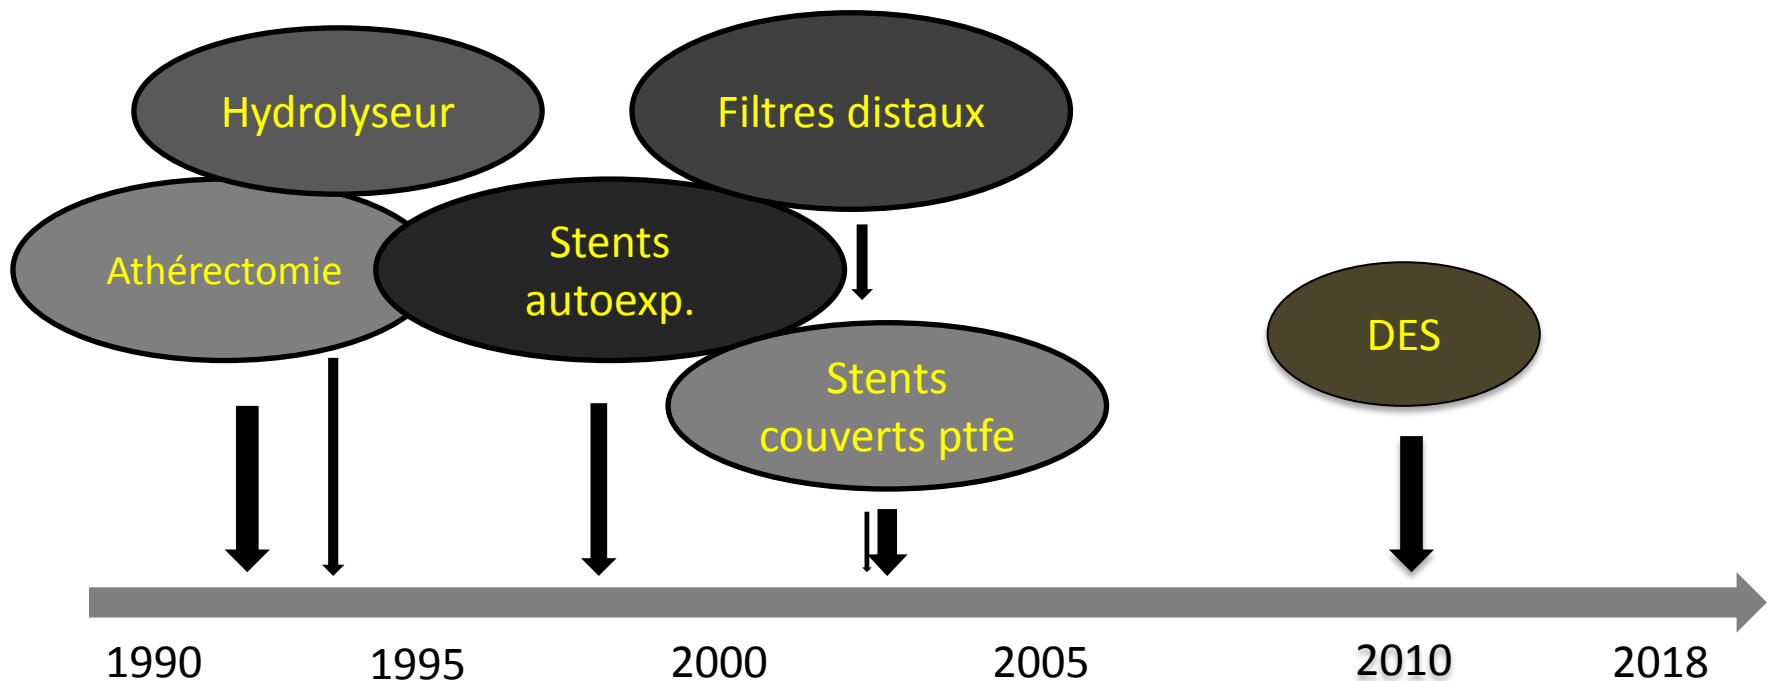 Hydrolyseur
Filtres distaux
Athérectomie
Stents
autoexp.
Stents
couverts ptfe
DES
1990
1995
2000
2005
2010
2018